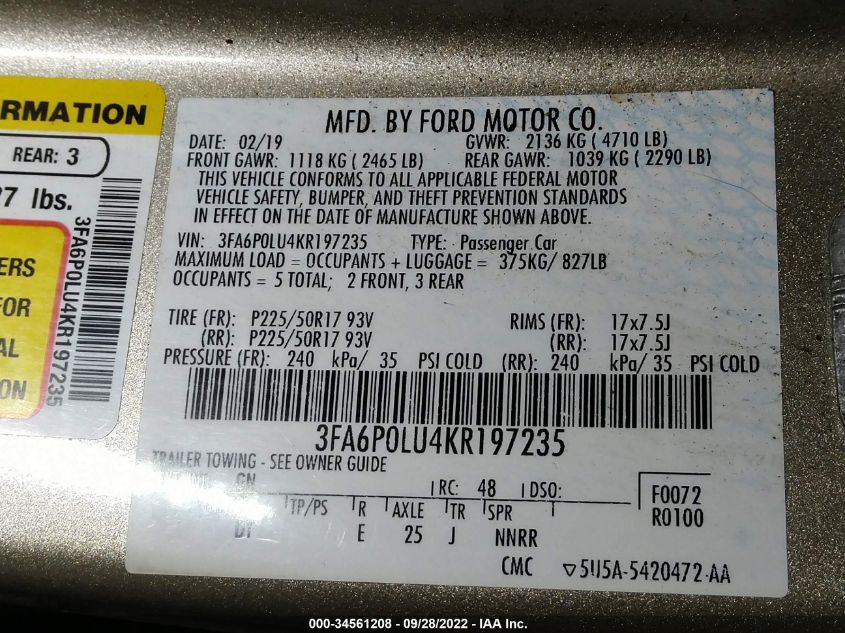 RMATION
REAR: 3
27 lbs.
ERS
FOR
AL
ON
3FA6P0LU4KR197235
MFD. BY FORD MOTOR CO.
DATE: 02/19 GVWR: 2136 KG ( 4710 LB)
FRONT GAWR: 1118 KG ( 2465 LB) REAR GAWR: 1039 KG ( 2290 LB)
THIS VEHICLE CONFORMS TO ALL APPLICABLE FEDERAL MOTOR
VEHICLE SAFETY, BUMPER, AND THEFT PREVENTION STANDARDS
IN EFFECT ON THE DATE OF MANUFACTURE SHOWN ABOVE.
VIN: 3FA6P0LU4KR197235 TYPE: Passenger Car
MAXIMUM LOAD = OCCUPANTS + LUGGAGE = 375KG/ 827LB
OCCUPANTS = 5 TOTAL; 2 FRONT, 3 REAR
TIRE (FR): P225/50R17 93V RIMS (FR): 17x7.5J
(RR): P225/50R17 93V (RR): 17x7.5J
PRESSURE (FR): 240 kPa/ 35 PSI COLD (RR): 240 kPa/ 35 PSI COLD
3FA6P0LU4KR197235
TRAILER TOWING - SEE OWNER GUIDE
CN RC: 48 DSO: F0072
R0100
TP/PS R AXLE TR SPR
E 25 J NNRR
CMC ▽5U5A-5420472-AA
000-34561208 - 09/28/2022 - IAA Inc.